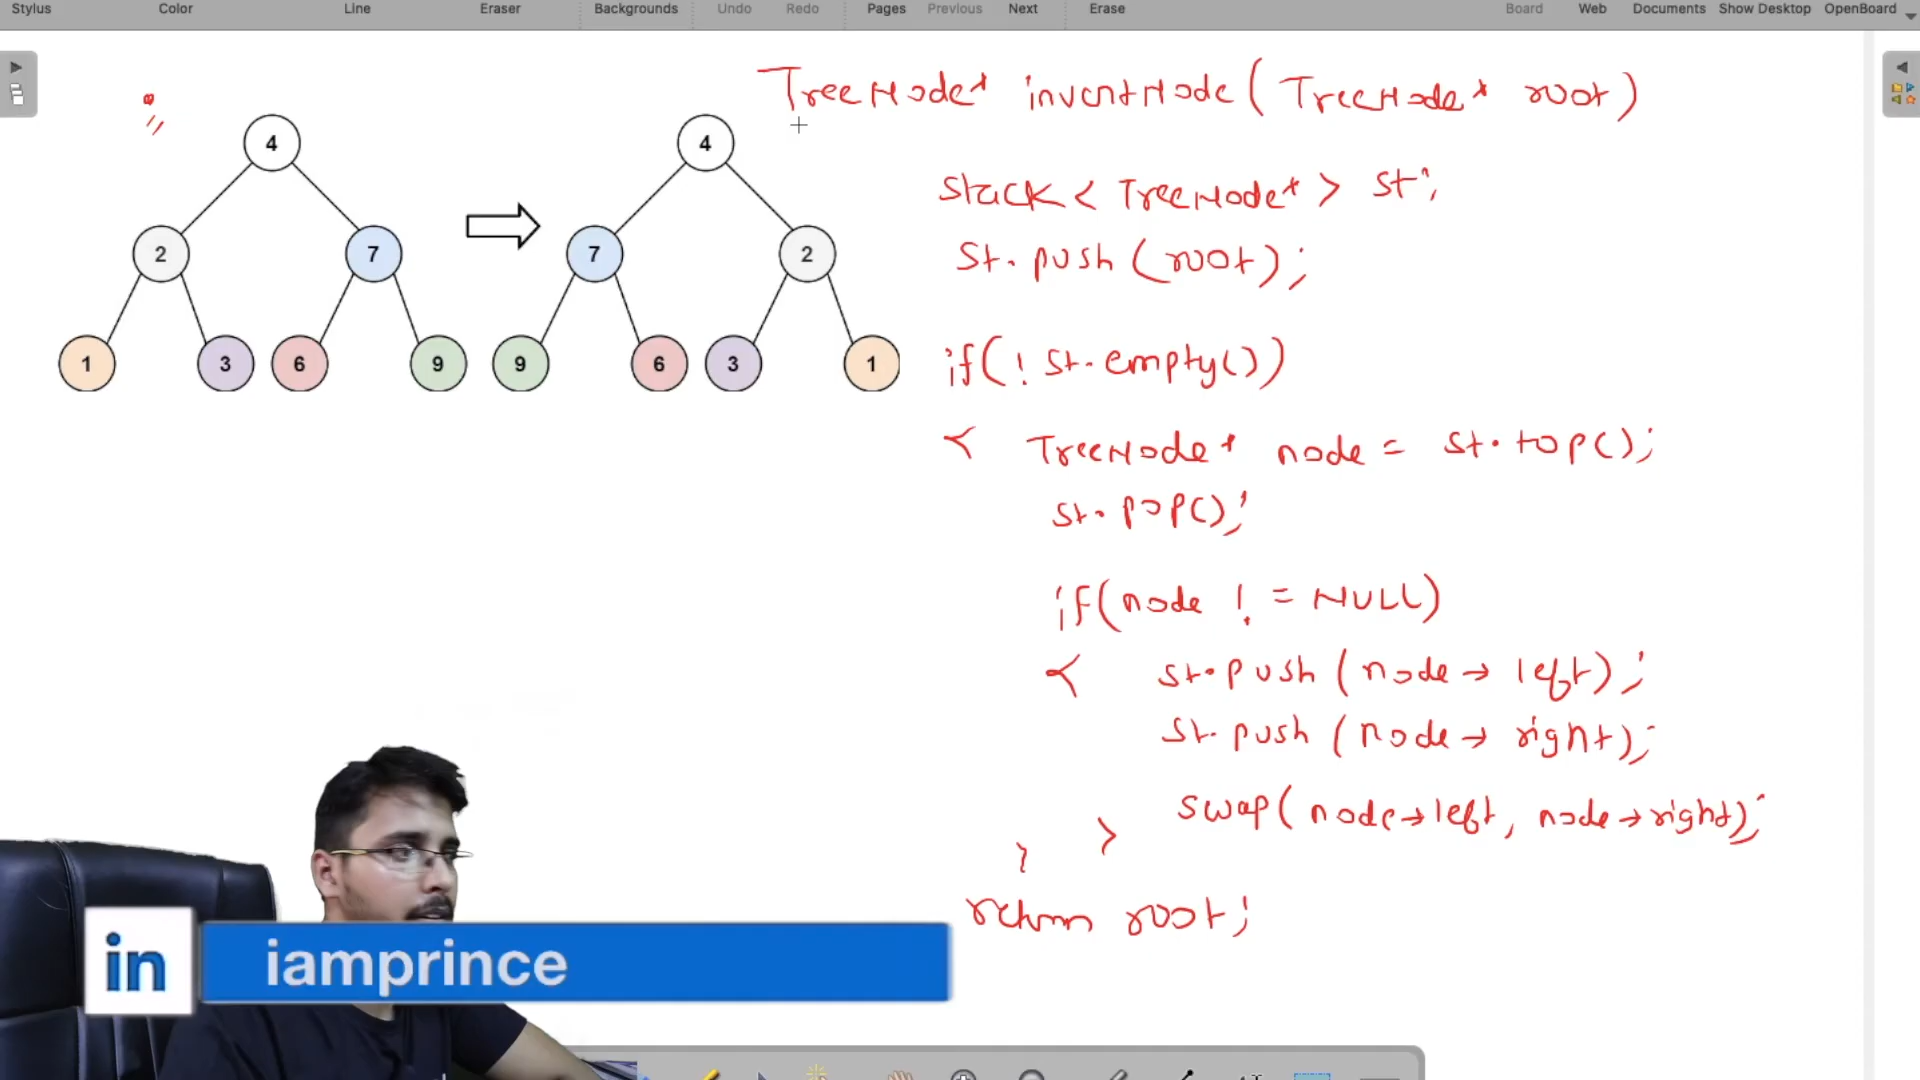 Stylus Color Line Eraser Backgrounds Undo Redo Pages Previous Next Erase Board Web Documents Show Desktop OpenBoard
TreeNode* invertNode(TreeNode* root)
4
2 7
1 3 6 9
4
7 2
9 6 3 1
stack < TreeNode* > st;
st.push(root);
if(! st.empty())
{ TreeNode* node = st.top();
st.pop();
if(node != NULL)
{ st.push(node → left);
st.push(node → right);
swap(node→left, node→right);
}
}
return root;
in iamprince